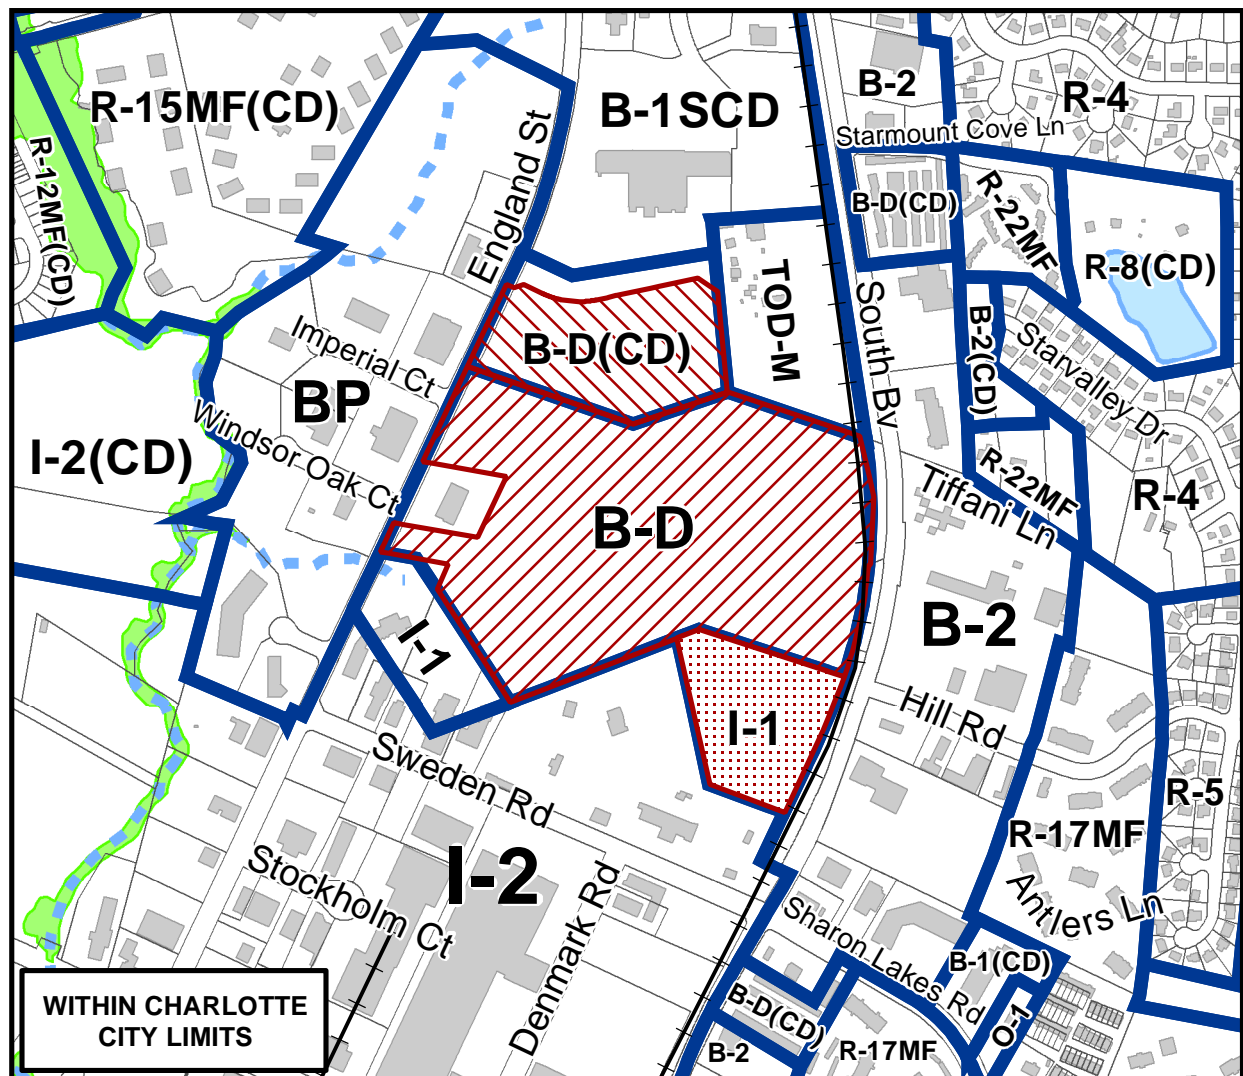 R-15MF(CD)
R-12MF(CD)
England St
B-1SCD
B-2
R-4
Starmount Cove Ln
B-D(CD)
R-22MF
R-8(CD)
TOD-M
South Bv
B-2(CD)
Starvalley Dr
Imperial Ct
B-D(CD)
BP
Windsor Oak Ct
I-2(CD)
R-22MF
R-4
Tiffani Ln
B-D
B-2
I-1
Hill Rd
I-1
Sweden Rd
R-5
R-17MF
Antlers Ln
Stockholm Ct
I-2
Denmark Rd
Sharon Lakes Rd
B-1(CD)
O-1
B-D(CD)
B-2
R-17MF
WITHIN CHARLOTTE
CITY LIMITS